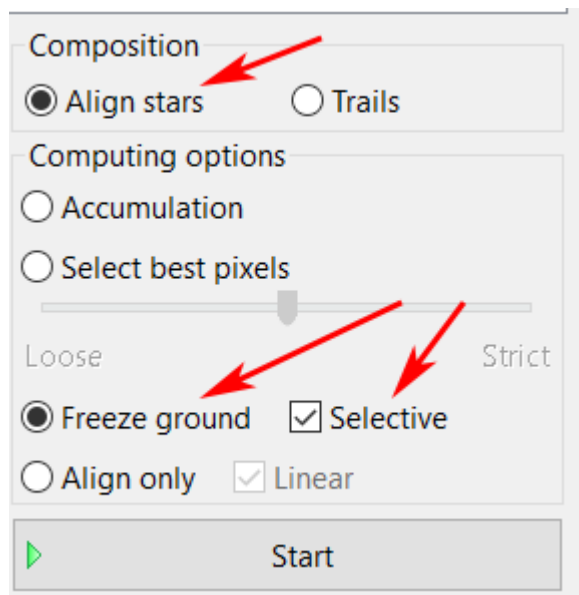 Composition
Align stars Trails
Computing options
Accumulation
Select best pixels
Loose Strict
Freeze ground Selective
Align only Linear
Start